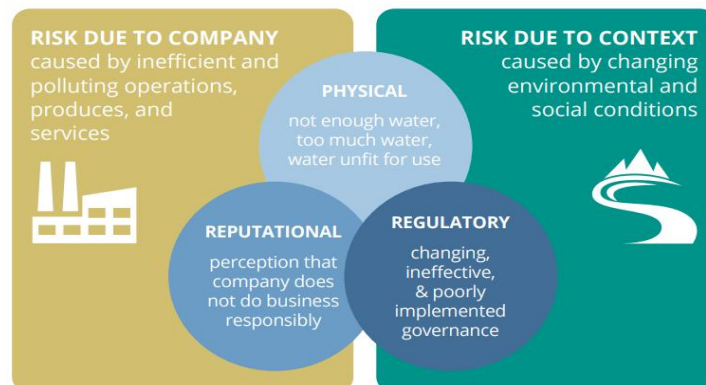 RISK DUE TO COMPANY
caused by inefficient and
polluting operations,
produces, and
services
RISK DUE TO CONTEXT
caused by changing
environmental and
social conditions
PHYSICAL
not enough water,
too much water,
water unfit for use
REPUTATIONAL
perception that
company does
not do business
responsibly
REGULATORY
changing,
ineffective,
& poorly
implemented
governance